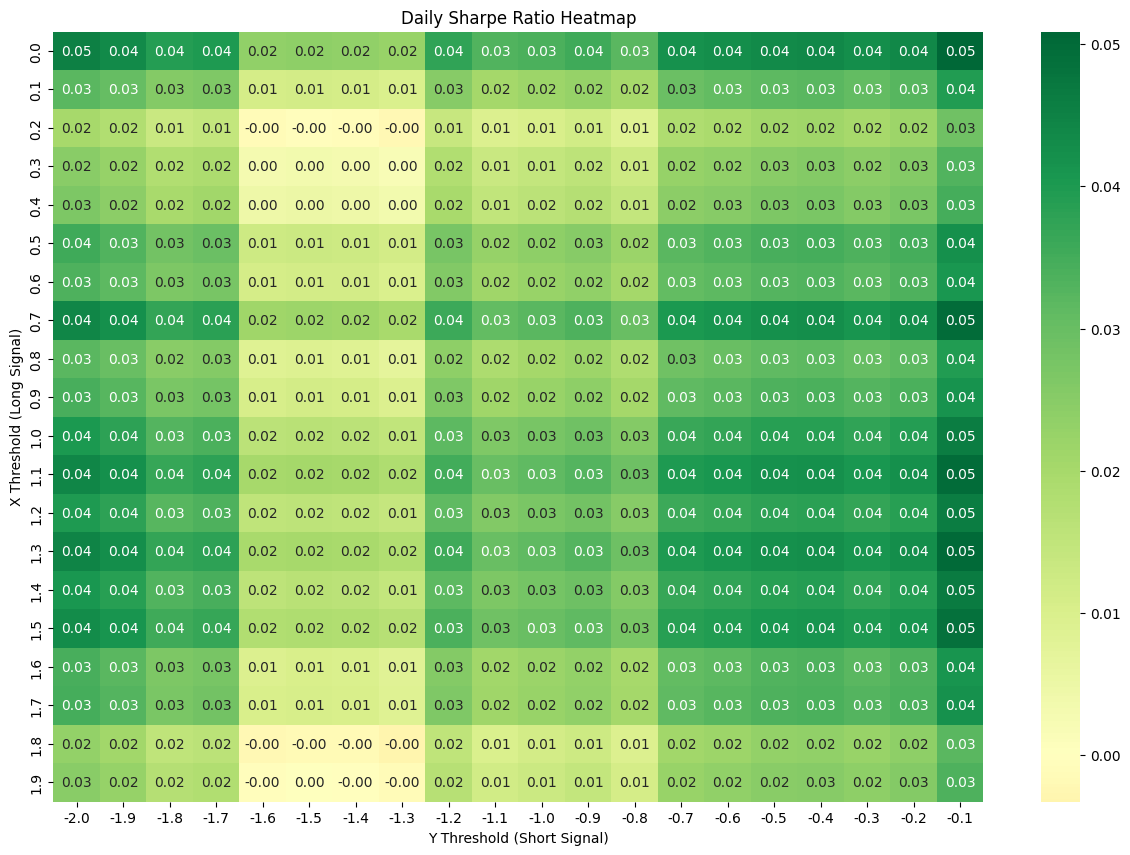 Daily Sharpe Ratio Heatmap
0.0 0.05 0.04 0.04 0.04 0.02 0.02 0.02 0.02 0.04 0.03 0.03 0.04 0.03 0.04 0.04 0.04 0.04 0.04 0.04 0.05
0.1 0.03 0.03 0.03 0.03 0.01 0.01 0.01 0.01 0.03 0.02 0.02 0.02 0.02 0.03 0.03 0.03 0.03 0.03 0.03 0.04
0.2 0.02 0.02 0.01 0.01 -0.00 -0.00 -0.00 -0.00 0.01 0.01 0.01 0.01 0.01 0.02 0.02 0.02 0.02 0.02 0.02 0.03
0.3 0.02 0.02 0.02 0.02 0.00 0.00 0.00 0.00 0.02 0.01 0.01 0.02 0.01 0.02 0.02 0.03 0.03 0.02 0.03 0.03
0.4 0.03 0.02 0.02 0.02 0.00 0.00 0.00 0.00 0.02 0.01 0.02 0.02 0.01 0.02 0.03 0.03 0.03 0.03 0.03 0.03
0.5 0.04 0.03 0.03 0.03 0.01 0.01 0.01 0.01 0.03 0.02 0.02 0.03 0.02 0.03 0.03 0.03 0.03 0.03 0.03 0.04
0.6 0.03 0.03 0.03 0.03 0.01 0.01 0.01 0.01 0.03 0.02 0.02 0.02 0.02 0.03 0.03 0.03 0.03 0.03 0.03 0.04
0.7 0.04 0.04 0.04 0.04 0.02 0.02 0.02 0.02 0.04 0.03 0.03 0.03 0.03 0.04 0.04 0.04 0.04 0.04 0.04 0.05
0.8 0.03 0.03 0.02 0.03 0.01 0.01 0.01 0.01 0.02 0.02 0.02 0.02 0.02 0.03 0.03 0.03 0.03 0.03 0.03 0.04
0.9 0.03 0.03 0.03 0.03 0.01 0.01 0.01 0.01 0.03 0.02 0.02 0.02 0.02 0.03 0.03 0.03 0.03 0.03 0.03 0.04
1.0 0.04 0.04 0.03 0.03 0.02 0.02 0.02 0.01 0.03 0.03 0.03 0.03 0.03 0.04 0.04 0.04 0.04 0.04 0.04 0.05
1.1 0.04 0.04 0.04 0.04 0.02 0.02 0.02 0.02 0.04 0.03 0.03 0.03 0.03 0.04 0.04 0.04 0.04 0.04 0.04 0.05
1.2 0.04 0.04 0.03 0.03 0.02 0.02 0.02 0.01 0.03 0.03 0.03 0.03 0.03 0.04 0.04 0.04 0.04 0.04 0.04 0.05
1.3 0.04 0.04 0.04 0.04 0.02 0.02 0.02 0.02 0.04 0.03 0.03 0.03 0.03 0.04 0.04 0.04 0.04 0.04 0.04 0.05
1.4 0.04 0.04 0.03 0.03 0.02 0.02 0.02 0.01 0.03 0.03 0.03 0.03 0.03 0.04 0.04 0.04 0.04 0.04 0.04 0.05
1.5 0.04 0.04 0.04 0.04 0.02 0.02 0.02 0.02 0.03 0.03 0.03 0.03 0.03 0.04 0.04 0.04 0.04 0.04 0.04 0.05
1.6 0.03 0.03 0.03 0.03 0.01 0.01 0.01 0.01 0.03 0.02 0.02 0.02 0.02 0.03 0.03 0.03 0.03 0.03 0.03 0.04
1.7 0.03 0.03 0.03 0.03 0.01 0.01 0.01 0.01 0.03 0.02 0.02 0.02 0.02 0.03 0.03 0.03 0.03 0.03 0.03 0.04
1.8 0.02 0.02 0.02 0.02 -0.00 -0.00 -0.00 -0.00 0.02 0.01 0.01 0.01 0.01 0.02 0.02 0.02 0.02 0.02 0.02 0.03
1.9 0.03 0.02 0.02 0.02 -0.00 0.00 -0.00 -0.00 0.02 0.01 0.01 0.01 0.01 0.02 0.02 0.02 0.03 0.02 0.03 0.03
-2.0 -1.9 -1.8 -1.7 -1.6 -1.5 -1.4 -1.3 -1.2 -1.1 -1.0 -0.9 -0.8 -0.7 -0.6 -0.5 -0.4 -0.3 -0.2 -0.1
Y Threshold (Short Signal)
X Threshold (Long Signal)
0.05
0.04
0.03
0.02
0.01
0.00